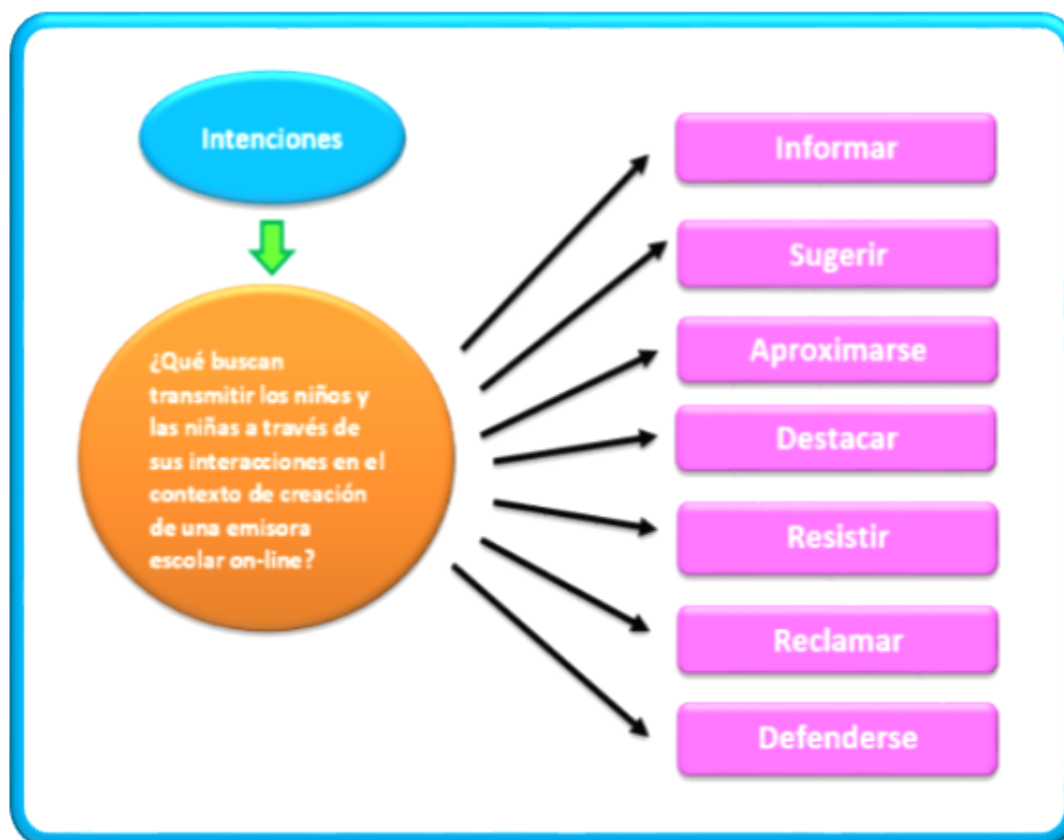 Intenciones
¿Qué buscan
transmitir los niños y
las niñas a través de
sus interacciones en el
contexto de creación
de una emisora
escolar on-line?
Informar
Sugerir
Aproximarse
Destacar
Resistir
Reclamar
Defenderse